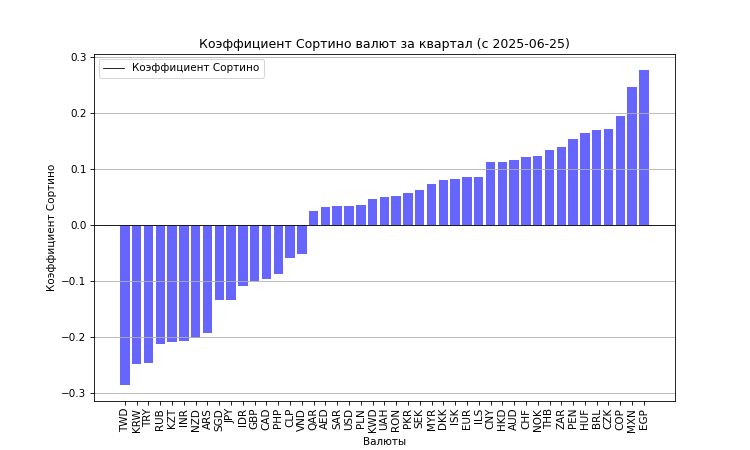 Коэффициент Сортино валют за квартал (с 2025-06-25)
Коэффициент Сортино
Коэффициент Сортино
0.3
0.2
0.1
0.0
−0.1
−0.2
−0.3
TWD
KRW
TRY
RUB
KZT
INR
NZD
ARS
SGD
JPY
IDR
GBP
CAD
PHP
CLP
VND
QAR
AED
SAR
USD
PLN
KWD
UAH
RON
PKR
SEK
MYR
DKK
ISK
EUR
ILS
CNY
HKD
AUD
CHF
NOK
THB
ZAR
PEN
HUF
BRL
CZK
COP
MXN
EGP
Валюты